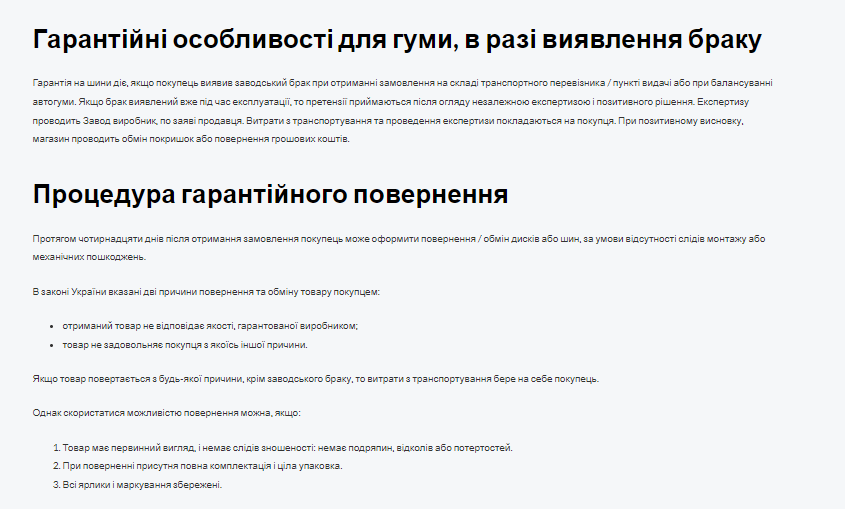 Гарантійні особливості для гуми, в разі виявлення браку
Гарантія на шини діє, якщо покупець виявив заводський брак при отриманні замовлення на складі транспортного перевізника / пункті видачі або при балансуванні
автогуми. Якщо брак виявлений вже під час експлуатації, то претензії приймаються після огляду незалежною експертизою і позитивного рішення. Експертизу
проводить Завод виробник, по заяві продавця. Витрати з транспортування та проведення експертизи покладаються на покупця. При позитивному висновку,
магазин проводить обмін покришок або повернення грошових коштів.
Процедура гарантійного повернення
Протягом чотирнадцяти днів після отримання замовлення покупець може оформити повернення / обмін дисків або шин, за умови відсутності слідів монтажу або
механічних пошкоджень.
В законі України вказані дві причини повернення та обміну товару покупцем:
• отриманий товар не відповідає якості, гарантованої виробником;
• товар не задовольняє покупця з якоїсь іншої причини.
Якщо товар повертається з будь-якої причини, крім заводського браку, то витрати з транспортування бере на себе покупець.
Однак скористатися можливістю повернення можна, якщо:
1. Товар має первинний вигляд, і немає слідів зношеності: немає подряпин, відколів або потертостей.
2. При поверненні присутня повна комплектація і ціла упаковка.
3. Всі ярлики і маркування збережені.